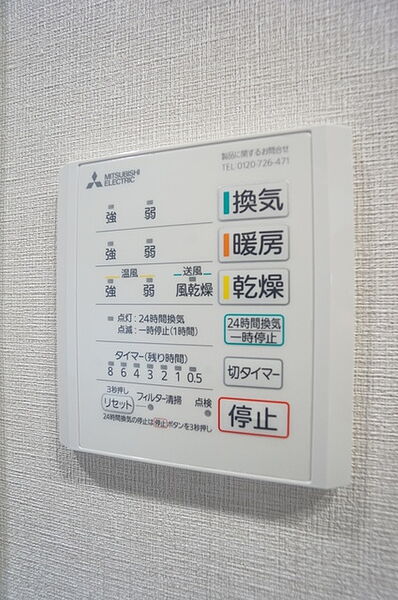 製品に関するお問合せ
TEL 0120-726-471
MITSUBISHI
ELECTRIC
強 弱 換気
強 弱 暖房
温風 送風
強 弱 風乾燥 乾燥
点灯:24時間換気
点滅:一時停止(1時間)
24時間換気
一時停止
タイマー(残り時間)
8 6 4 3 2 1 0.5
切タイマー
3秒押し
リセット フィルター清掃 点検
24時間換気の停止は停止ボタンを3秒押し
停止